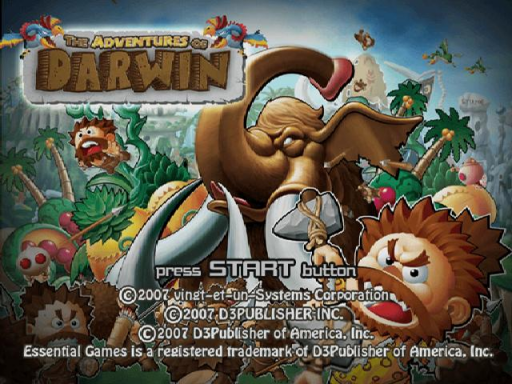 THE ADVENTURES OF
DARWIN
press START button
©2007 vingt-et-un-Systems Corporation
©2007 D3PUBLISHER INC.
©2007 D3Publisher of America, Inc.
Essential Games is a registered trademark of D3Publisher of America, Inc.